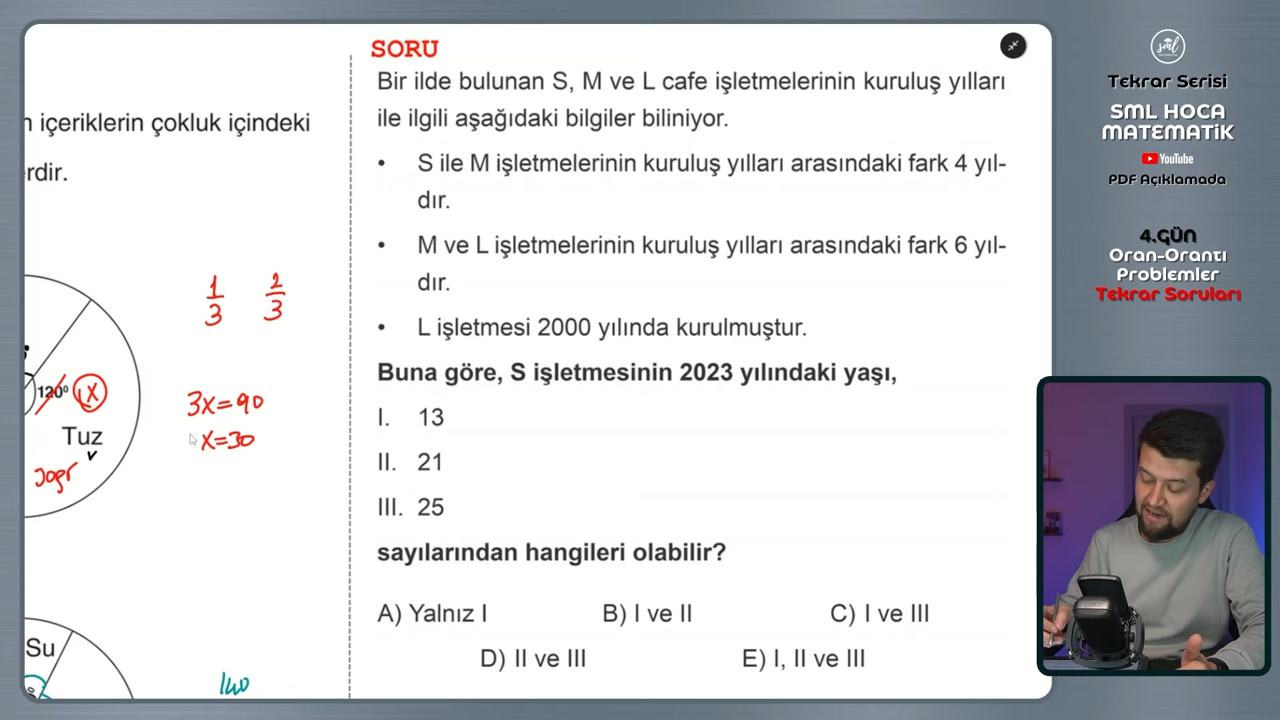 n içeriklerin çokluk içindeki
rdir.
1/3 2/3
120° x
3x=90
x=30
Tuz
Su
140
SORU
Bir ilde bulunan S, M ve L cafe işletmelerinin kuruluş yılları
ile ilgili aşağıdaki bilgiler biliniyor.
• S ile M işletmelerinin kuruluş yılları arasındaki fark 4 yıl-
dır.
• M ve L işletmelerinin kuruluş yılları arasındaki fark 6 yıl-
dır.
• L işletmesi 2000 yılında kurulmuştur.
Buna göre, S işletmesinin 2023 yılındaki yaşı,
I. 13
II. 21
III. 25
sayılarından hangileri olabilir?
A) Yalnız I B) I ve II C) I ve III
D) II ve III E) I, II ve III
sml
Tekrar Serisi
SML HOCA
MATEMATİK
YouTube
PDF Açıklamada
4.GÜN
Oran-Orantı
Problemler
Tekrar Soruları